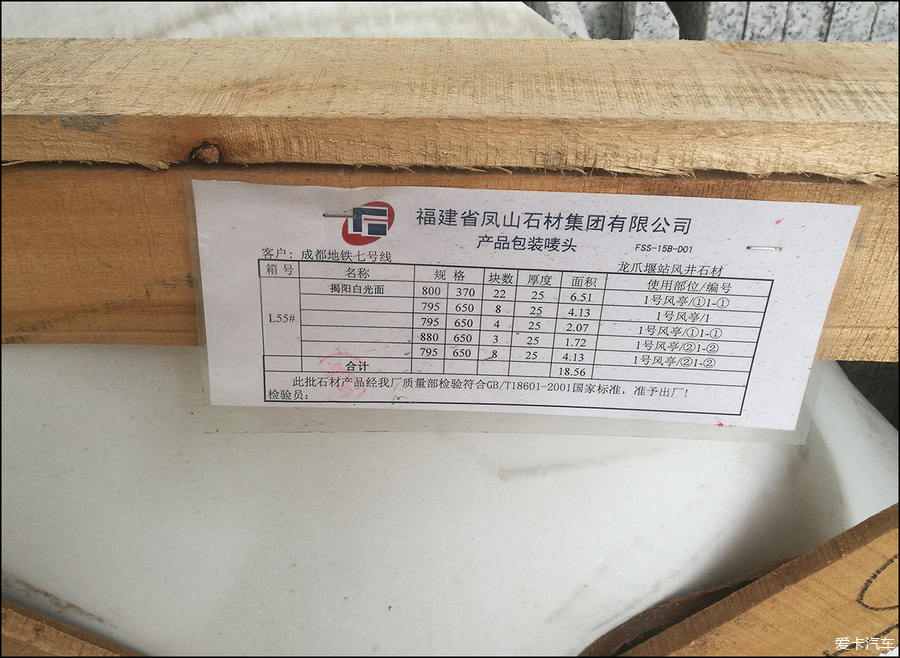 福建省凤山石材集团有限公司
产品包装唛头 FSS-15B-D01
客户：成都地铁七号线 龙爪堰站风井石材
箱号 名称 规 格 块数 厚度 面积 使用部位/编号
L55# 揭阳白光面 800 370 22 25 6.51 1号风亭/①1-①
795 650 8 25 4.13 1号风亭/1
795 650 4 25 2.07 1号风亭/①1-①
880 650 3 25 1.72 1号风亭/②1-②
795 650 8 25 4.13 1号风亭/②1-②
合计 18.56
此批石材产品经我厂质量部检验符合GB/T18601-2001国家标准，准予出厂！
检验员：
爱卡汽车